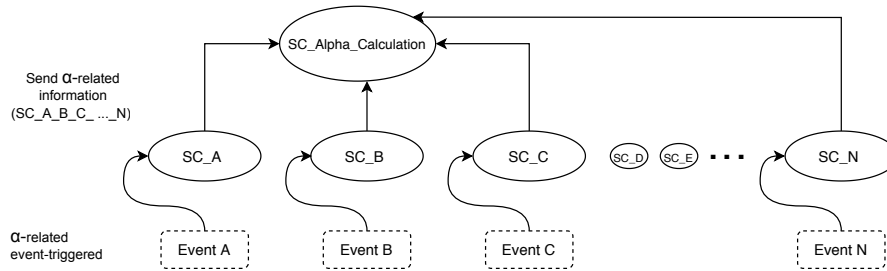 SC_Alpha_Calculation
Send α-related
information
(SC_A_B_C_ ..._N)
SC_A
SC_B
SC_C
SC_D
SC_E
...
SC_N
α-related
event-triggered
Event A
Event B
Event C
Event N